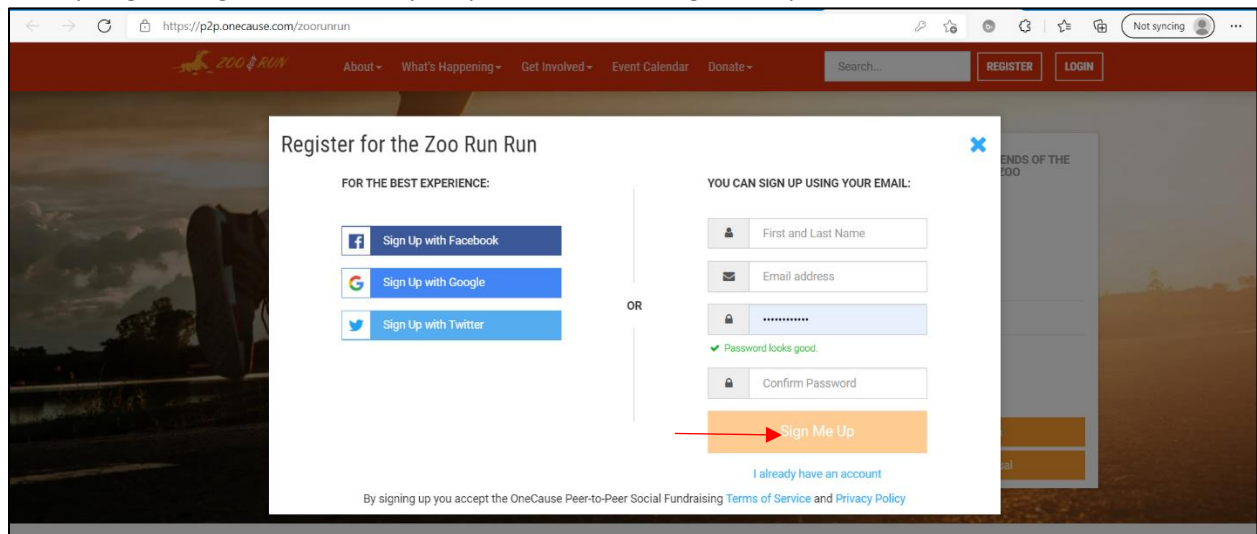 https://p2p.onecause.com/zoorunrun
Not syncing
ZOO RUN
About
What's Happening
Get Involved
Event Calendar
Donate
Search...
REGISTER
LOGIN
Register for the Zoo Run Run
FOR THE BEST EXPERIENCE:
Sign Up with Facebook
Sign Up with Google
Sign Up with Twitter
OR
YOU CAN SIGN UP USING YOUR EMAIL:
First and Last Name
Email address
••••••••••••
Password looks good.
Confirm Password
Sign Me Up
I already have an account
By signing up you accept the OneCause Peer-to-Peer Social Fundraising Terms of Service and Privacy Policy
OF THE